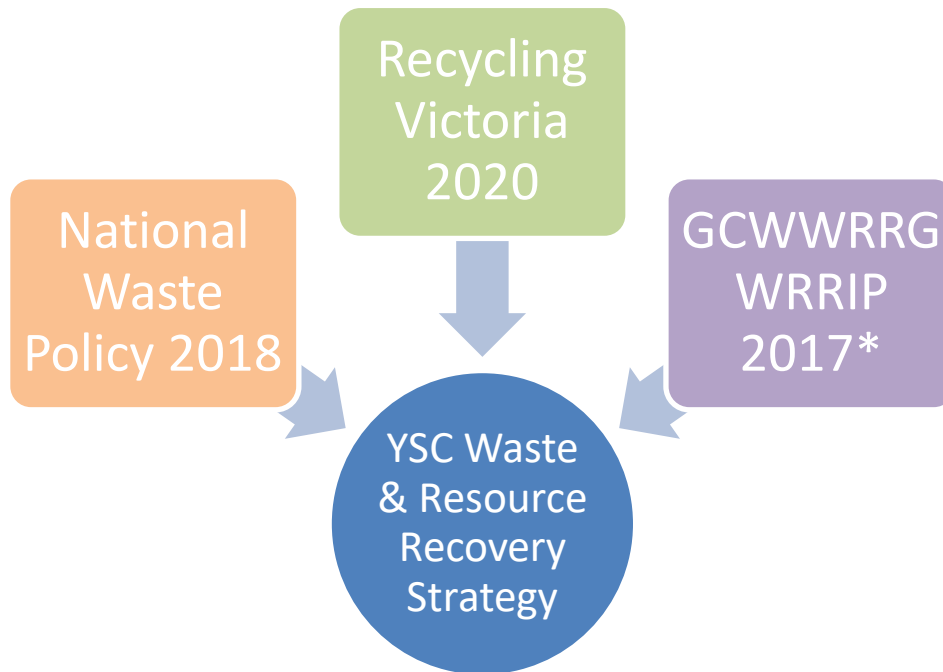 Recycling
Victoria
2020
National
Waste
Policy 2018
GCWWRRG
WRRIP
2017*
YSC Waste
& Resource
Recovery
Strategy